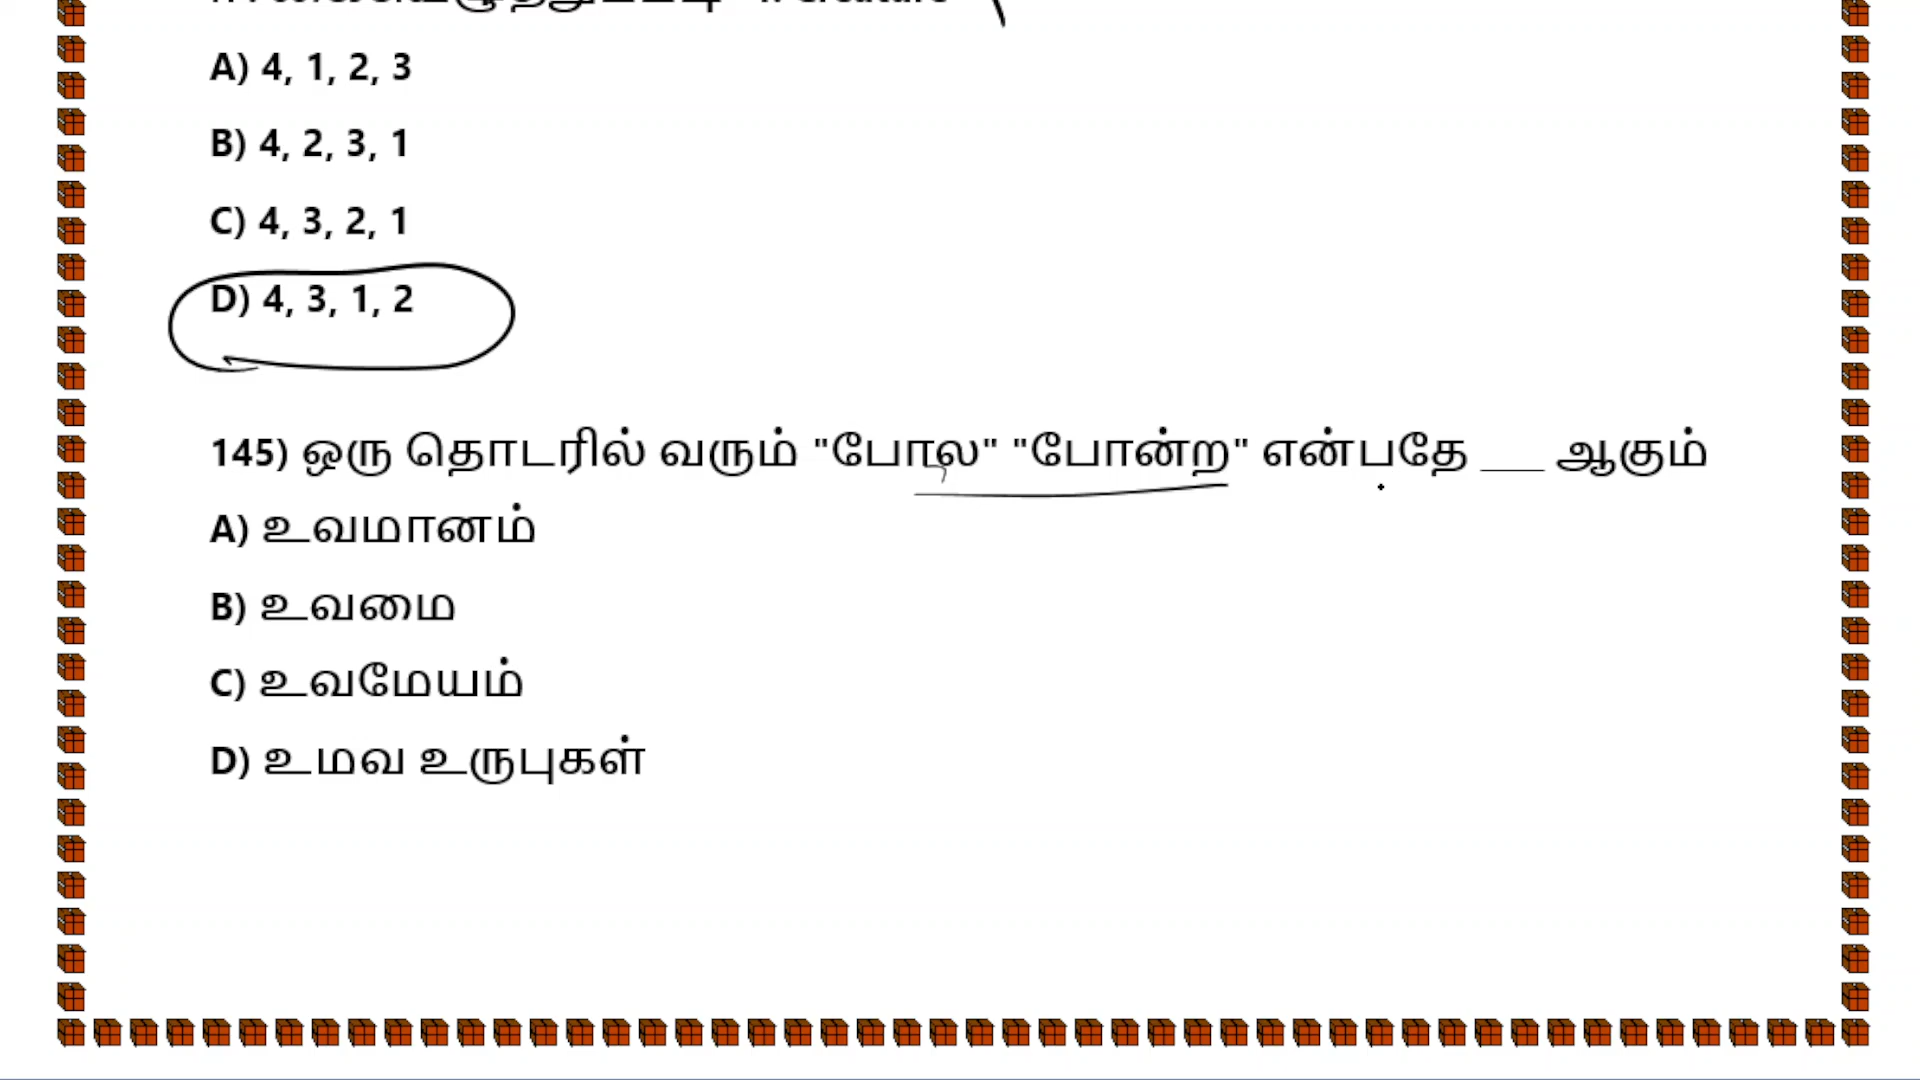 A) 4, 1, 2, 3
B) 4, 2, 3, 1
C) 4, 3, 2, 1
D) 4, 3, 1, 2
145) ஒரு தொடரில் வரும் "போல" "போன்ற" என்பதே ___ ஆகும்
A) உவமானம்
B) உவமை
C) உவமேயம்
D) உமவ உருபுகள்